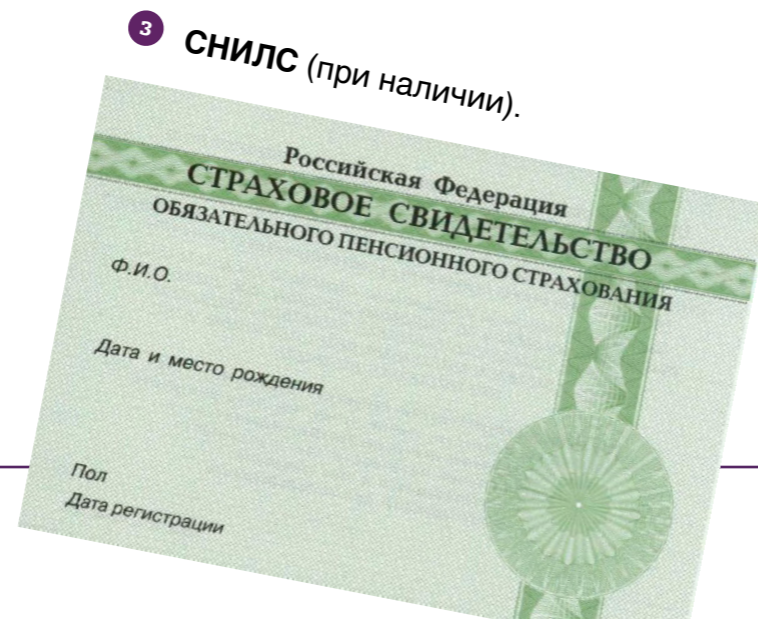 3 СНИЛС (при наличии).
Российская Федерация
СТРАХОВОЕ СВИДЕТЕЛЬСТВО
ОБЯЗАТЕЛЬНОГО ПЕНСИОННОГО СТРАХОВАНИЯ
Ф.И.О.
Дата и место рождения
Пол
Дата регистрации